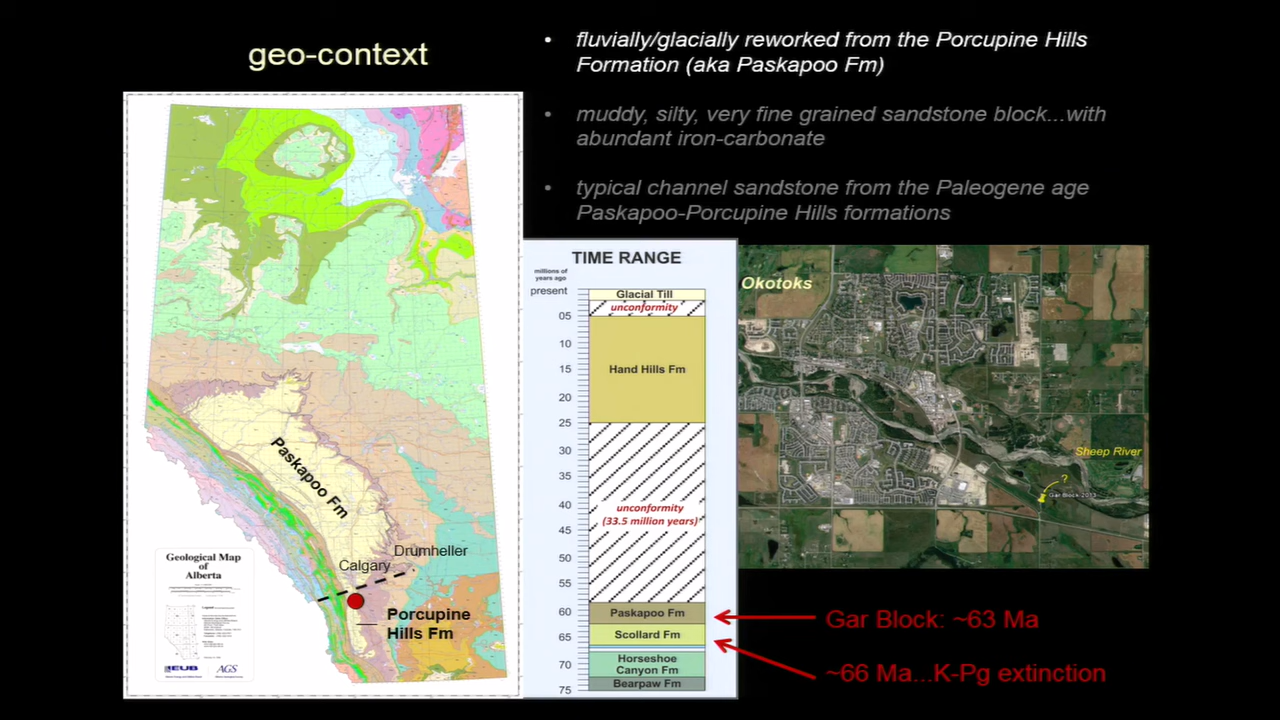 geo-context
• fluvially/glacially reworked from the Porcupine Hills
Formation (aka Paskapoo Fm)
• muddy, silty, very fine grained sandstone block...with
abundant iron-carbonate
• typical channel sandstone from the Paleogene age
Paskapoo-Porcupine Hills formations
Paskapoo Fm
Drumheller
Calgary
Porcupine
Hills Fm
Geological Map
of
Alberta
EUB
AGS
TIME RANGE
millions of
years ago
present
Glacial Till
unconformity
05
10
Hand Hills Fm
15
20
25
30
35
40
unconformity
(33.5 million years)
45
50
55
60
Paskapoo Fm
Scollard Fm
65
Horseshoe
Canyon Fm
70
Bearpaw Fm
75
Okotoks
Sheep River
?
Gar Block 2015
Gar Block: ~63 Ma
~66 Ma...K-Pg extinction